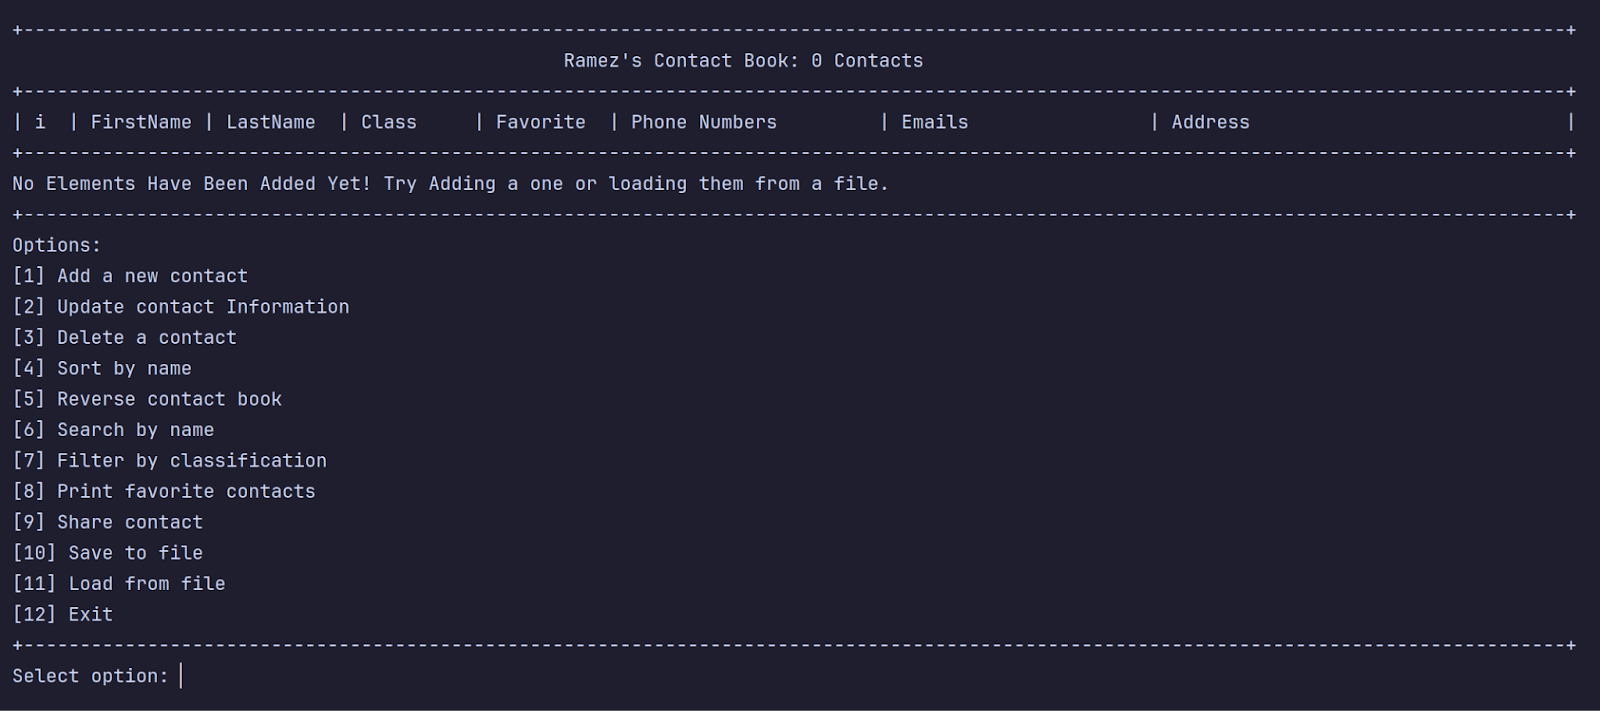 +-----------------------------------------------------------------------------------------------------------------------------------------+
Ramez's Contact Book: 0 Contacts
+-----------------------------------------------------------------------------------------------------------------------------------------+
| i  | FirstName | LastName  | Class     | Favorite  | Phone Numbers         | Emails                | Address                            |
+-----------------------------------------------------------------------------------------------------------------------------------------+
No Elements Have Been Added Yet! Try Adding a one or loading them from a file.
+-----------------------------------------------------------------------------------------------------------------------------------------+
Options:
[1] Add a new contact
[2] Update contact Information
[3] Delete a contact
[4] Sort by name
[5] Reverse contact book
[6] Search by name
[7] Filter by classification
[8] Print favorite contacts
[9] Share contact
[10] Save to file
[11] Load from file
[12] Exit
+-----------------------------------------------------------------------------------------------------------------------------------------+
Select option: